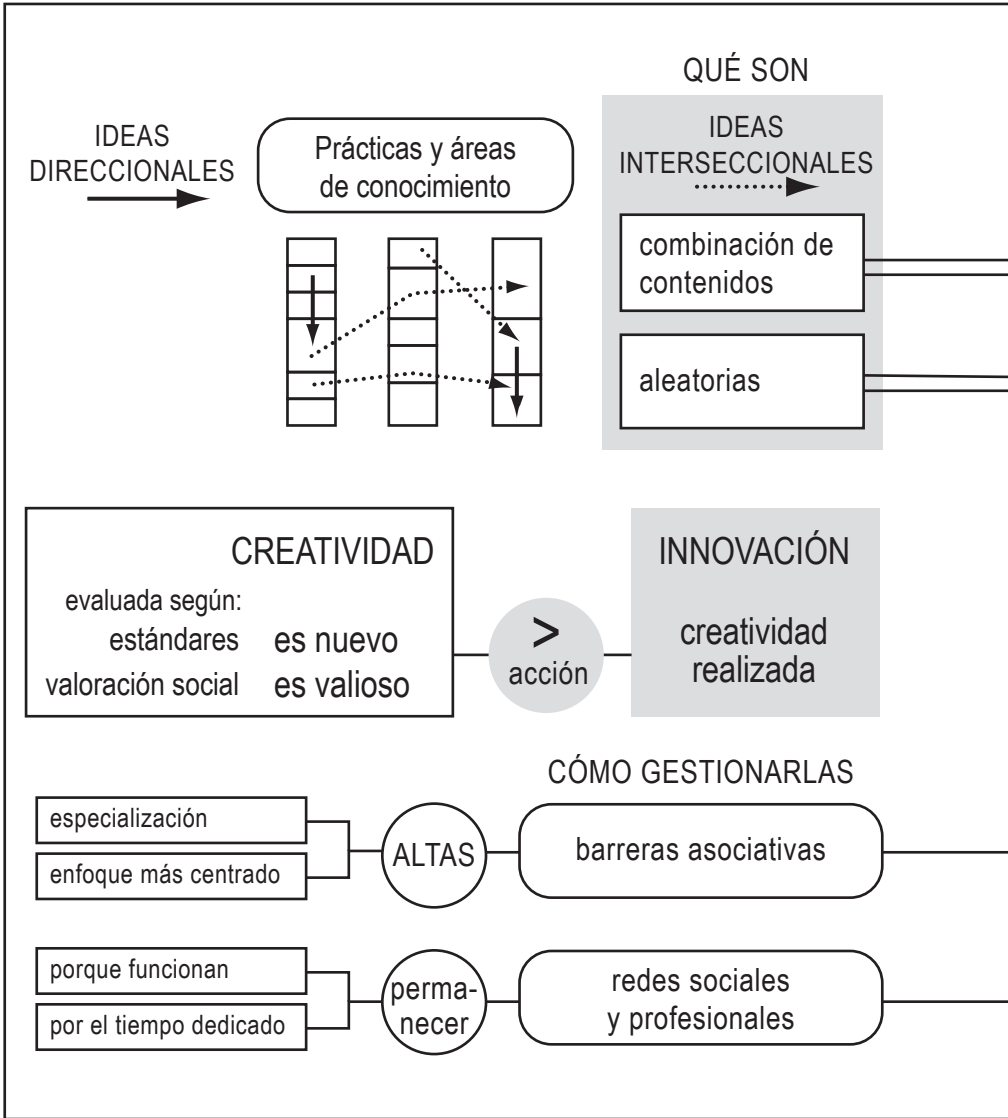 IDEAS
DIRECCIONALES
Prácticas y áreas
de conocimiento
QUÉ SON
IDEAS
INTERSECCIONALES
combinación de
contenidos
aleatorias
CREATIVIDAD
evaluada según:
estándares es nuevo
valoración social es valioso
>
acción
INNOVACIÓN
creatividad
realizada
CÓMO GESTIONARLAS
especialización
enfoque más centrado
ALTAS
barreras asociativas
porque funcionan
por el tiempo dedicado
perma-
necer
redes sociales
y profesionales